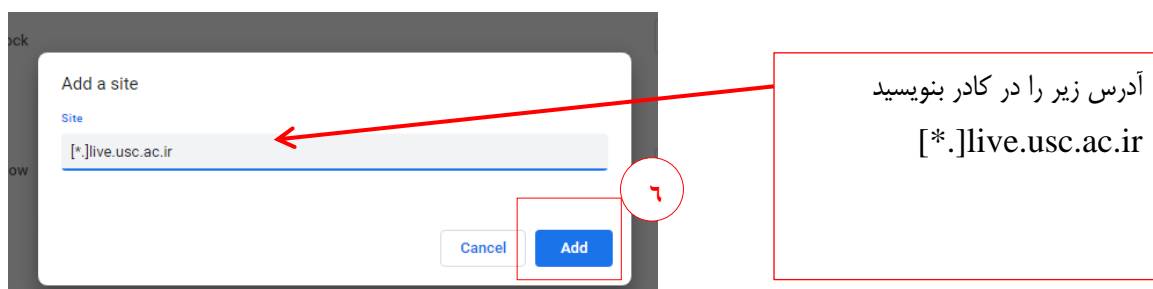 ock
Add a site
Site
[*.]live.usc.ac.ir
ow
Cancel
Add
٦
آدرس زیر را در کادر بنویسید
[*.]live.usc.ac.ir